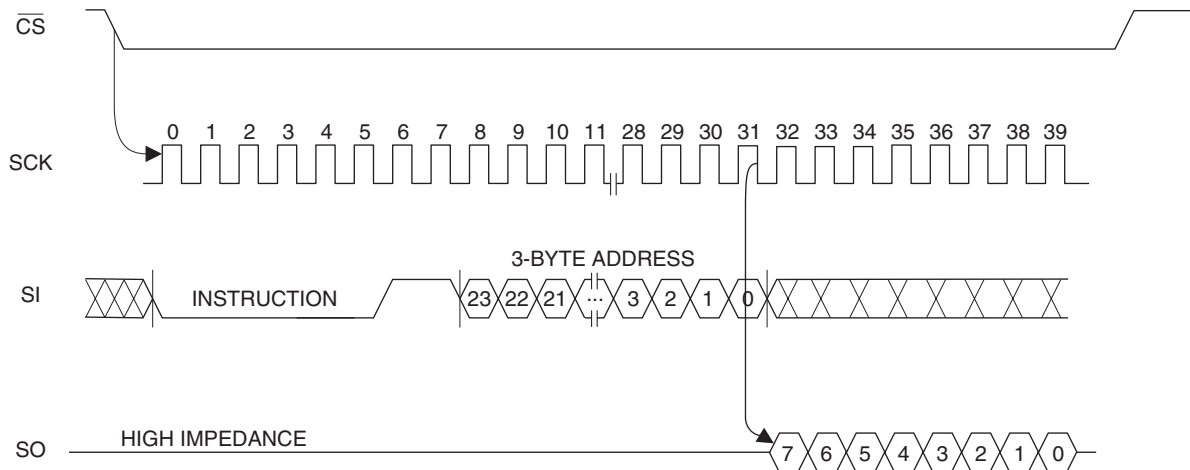 CS
0 1 2 3 4 5 6 7 8 9 10 11 28 29 30 31 32 33 34 35 36 37 38 39
SCK
3-BYTE ADDRESS
SI
INSTRUCTION
23 22 21 ... 3 2 1 0
HIGH IMPEDANCE
SO
7 6 5 4 3 2 1 0